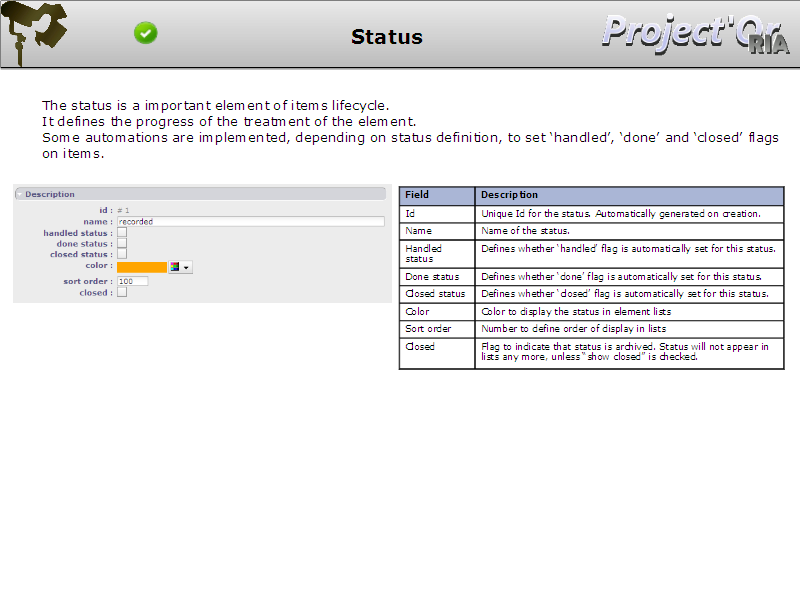 Status
Project'Or
RIA
The status is a important element of items lifecycle.
It defines the progress of the treatment of the element.
Some automations are implemented, depending on status definition, to set ‘handled’, ‘done’ and ‘closed’ flags
on items.
Description
id : # 1
name : recorded
handled status :
done status :
closed status :
color :
sort order : 100
closed :
Field Description
Id Unique Id for the status. Automatically generated on creation.
Name Name of the status.
Handled Defines whether ‘handled’ flag is automatically set for this status.
status
Done status Defines whether ‘done’ flag is automatically set for this status.
Closed status Defines whether ‘closed’ flag is automatically set for this status.
Color Color to display the status in element lists
Sort order Number to define order of display in lists
Closed Flag to indicate that status is archived. Status will not appear in
lists any more, unless “show closed” is checked.